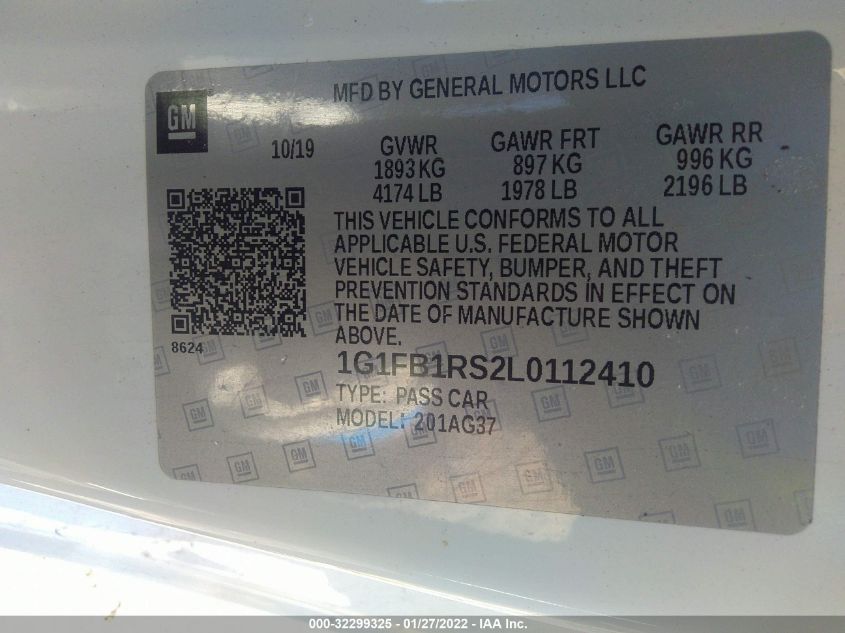 MFD BY GENERAL MOTORS LLC
GM
10/19
GVWR GAWR FRT GAWR RR
1893 KG 897 KG 996 KG
4174 LB 1978 LB 2196 LB
THIS VEHICLE CONFORMS TO ALL
APPLICABLE U.S. FEDERAL MOTOR
VEHICLE SAFETY, BUMPER, AND THEFT
PREVENTION STANDARDS IN EFFECT ON
THE DATE OF MANUFACTURE SHOWN
ABOVE.
8624
1G1FB1RS2L0112410
TYPE: PASS CAR
MODEL: 201AG37
000-32299325 - 01/27/2022 - IAA Inc.